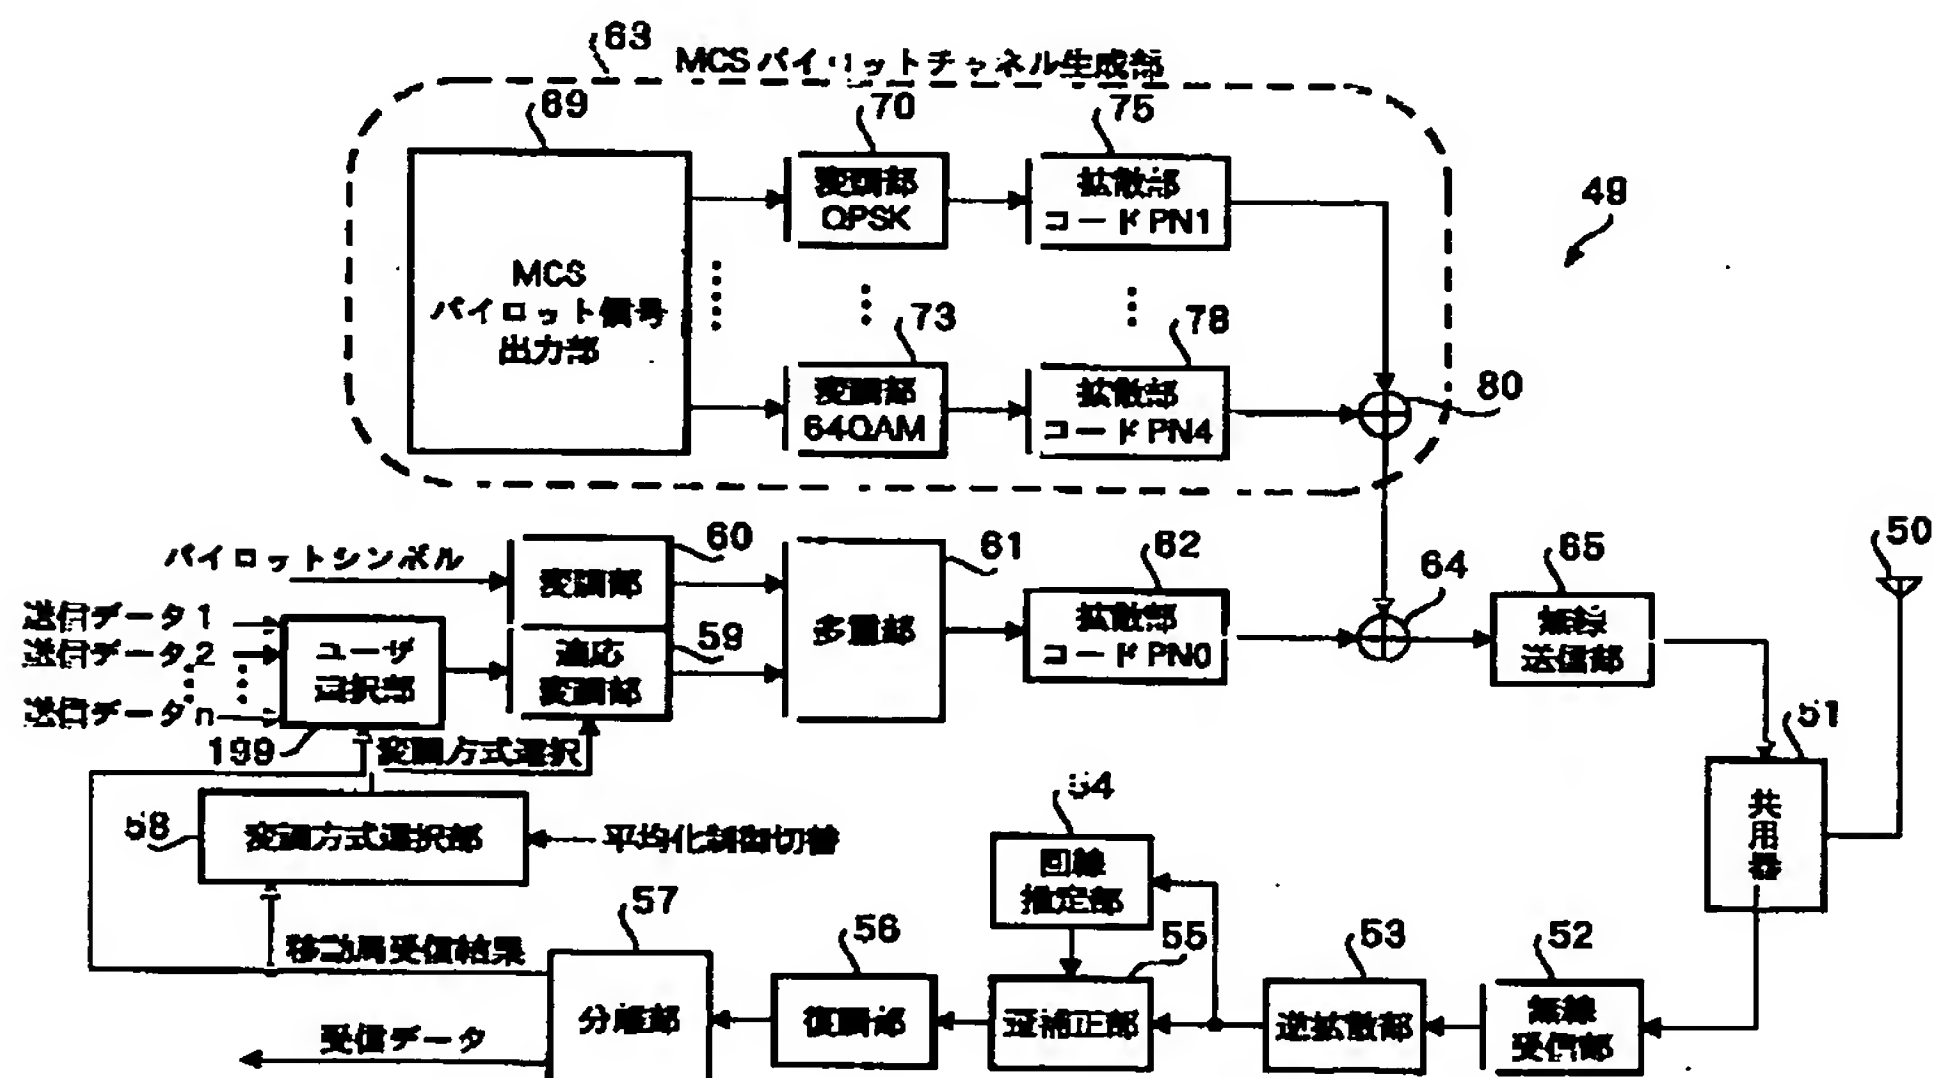 63
MCSパイロットチャネル生成部
69
70
75
49
MCS
パイロット信号
出力部
変調部
QPSK
拡散部
コードPN1
73
78
変調部
64QAM
拡散部
コードPN4
80
パイロットシンボル
60
61
62
64
65
50
変調部
送信データ1
送信データ2
送信データn
ユーザ
選択部
199
適応
変調部
59
多重部
拡散部
コードPN0
無線
送信部
51
変調方式選択
58
変調方式選択部
平均化制御切替
54
回線
推定部
共用器
移動局受信結果
57
56
55
53
52
受信データ
分離部
復調部
補正部
逆拡散部
無線
受信部